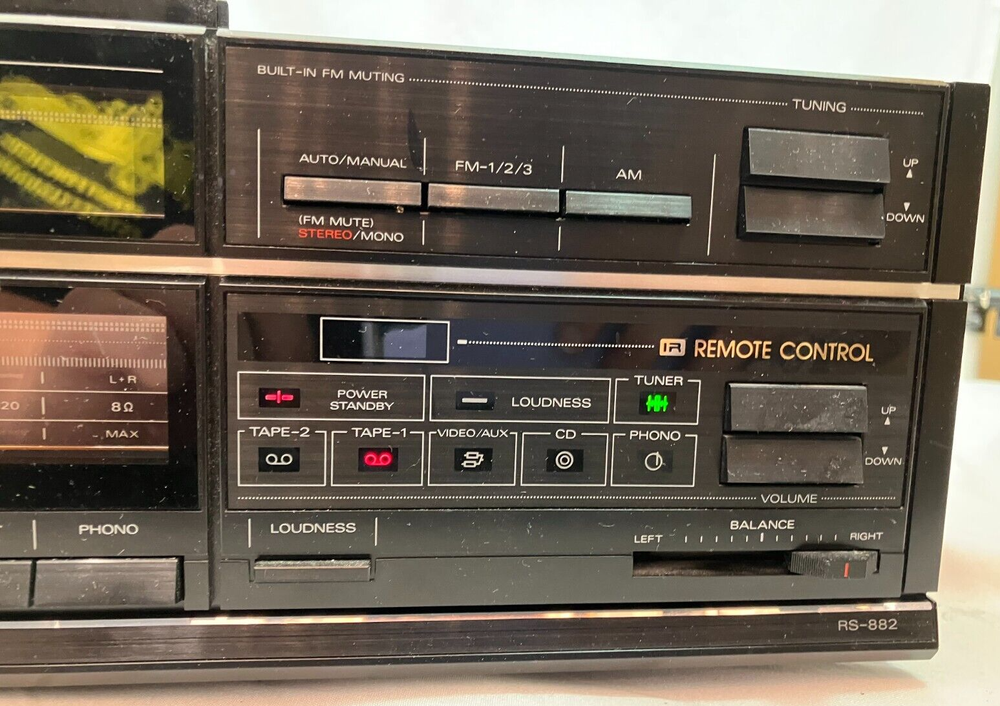 BUILT-IN FM MUTING
TUNING
AUTO/MANUAL
FM-1/2/3
AM
UP
DOWN
(FM MUTE)
STEREO/MONO
IR REMOTE CONTROL
L+R
20
8Ω
MAX
POWER
STANDBY
LOUDNESS
TUNER
UP
TAPE-2
TAPE-1
VIDEO/AUX
CD
PHONO
DOWN
VOLUME
PHONO
LOUDNESS
BALANCE
LEFT
RIGHT
RS-882